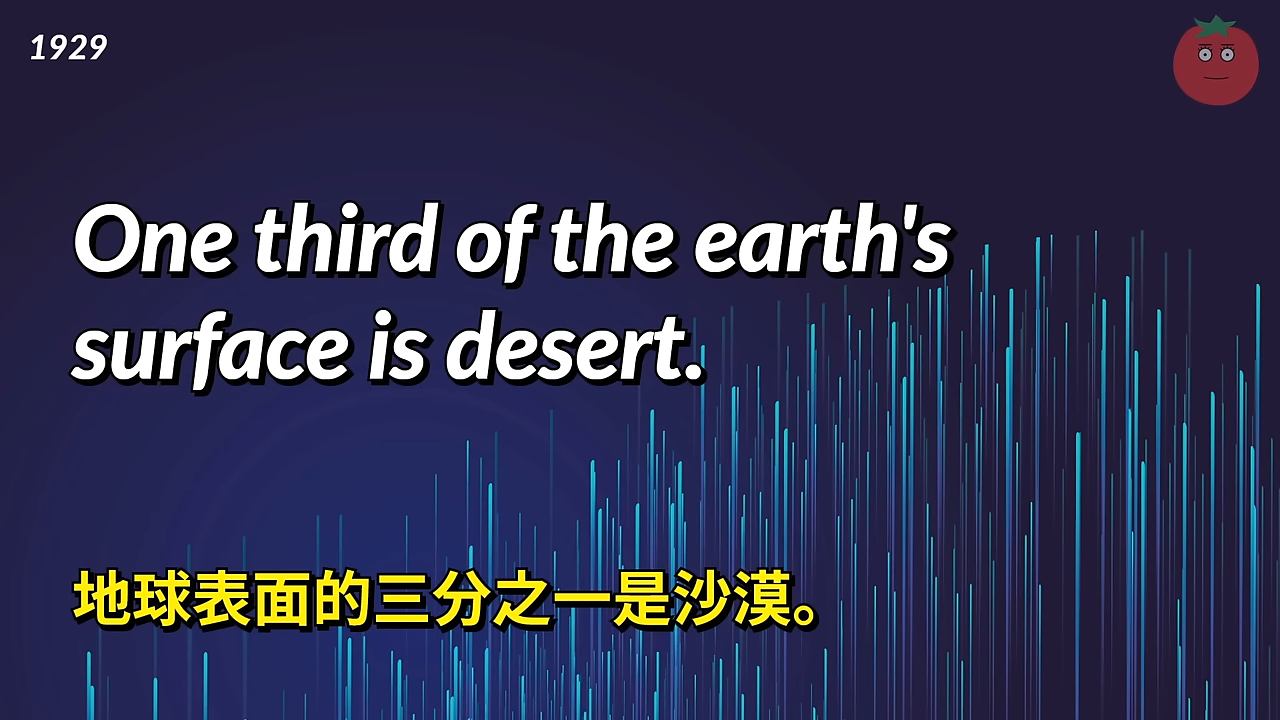 1929
One third of the earth's
surface is desert.
地球表面的三分之一是沙漠。